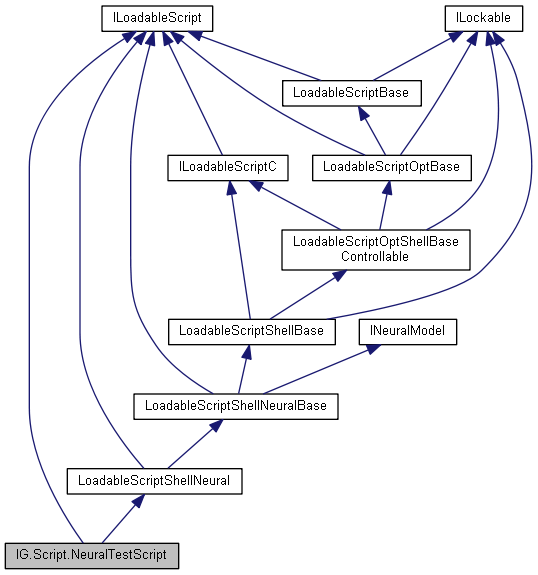 ILoadableScript
ILockable
LoadableScriptBase
ILoadableScriptC
LoadableScriptOptBase
LoadableScriptOptShellBase
Controllable
LoadableScriptShellBase
INeuralModel
LoadableScriptShellNeuralBase
LoadableScriptShellNeural
IG.Script.NeuralTestScript